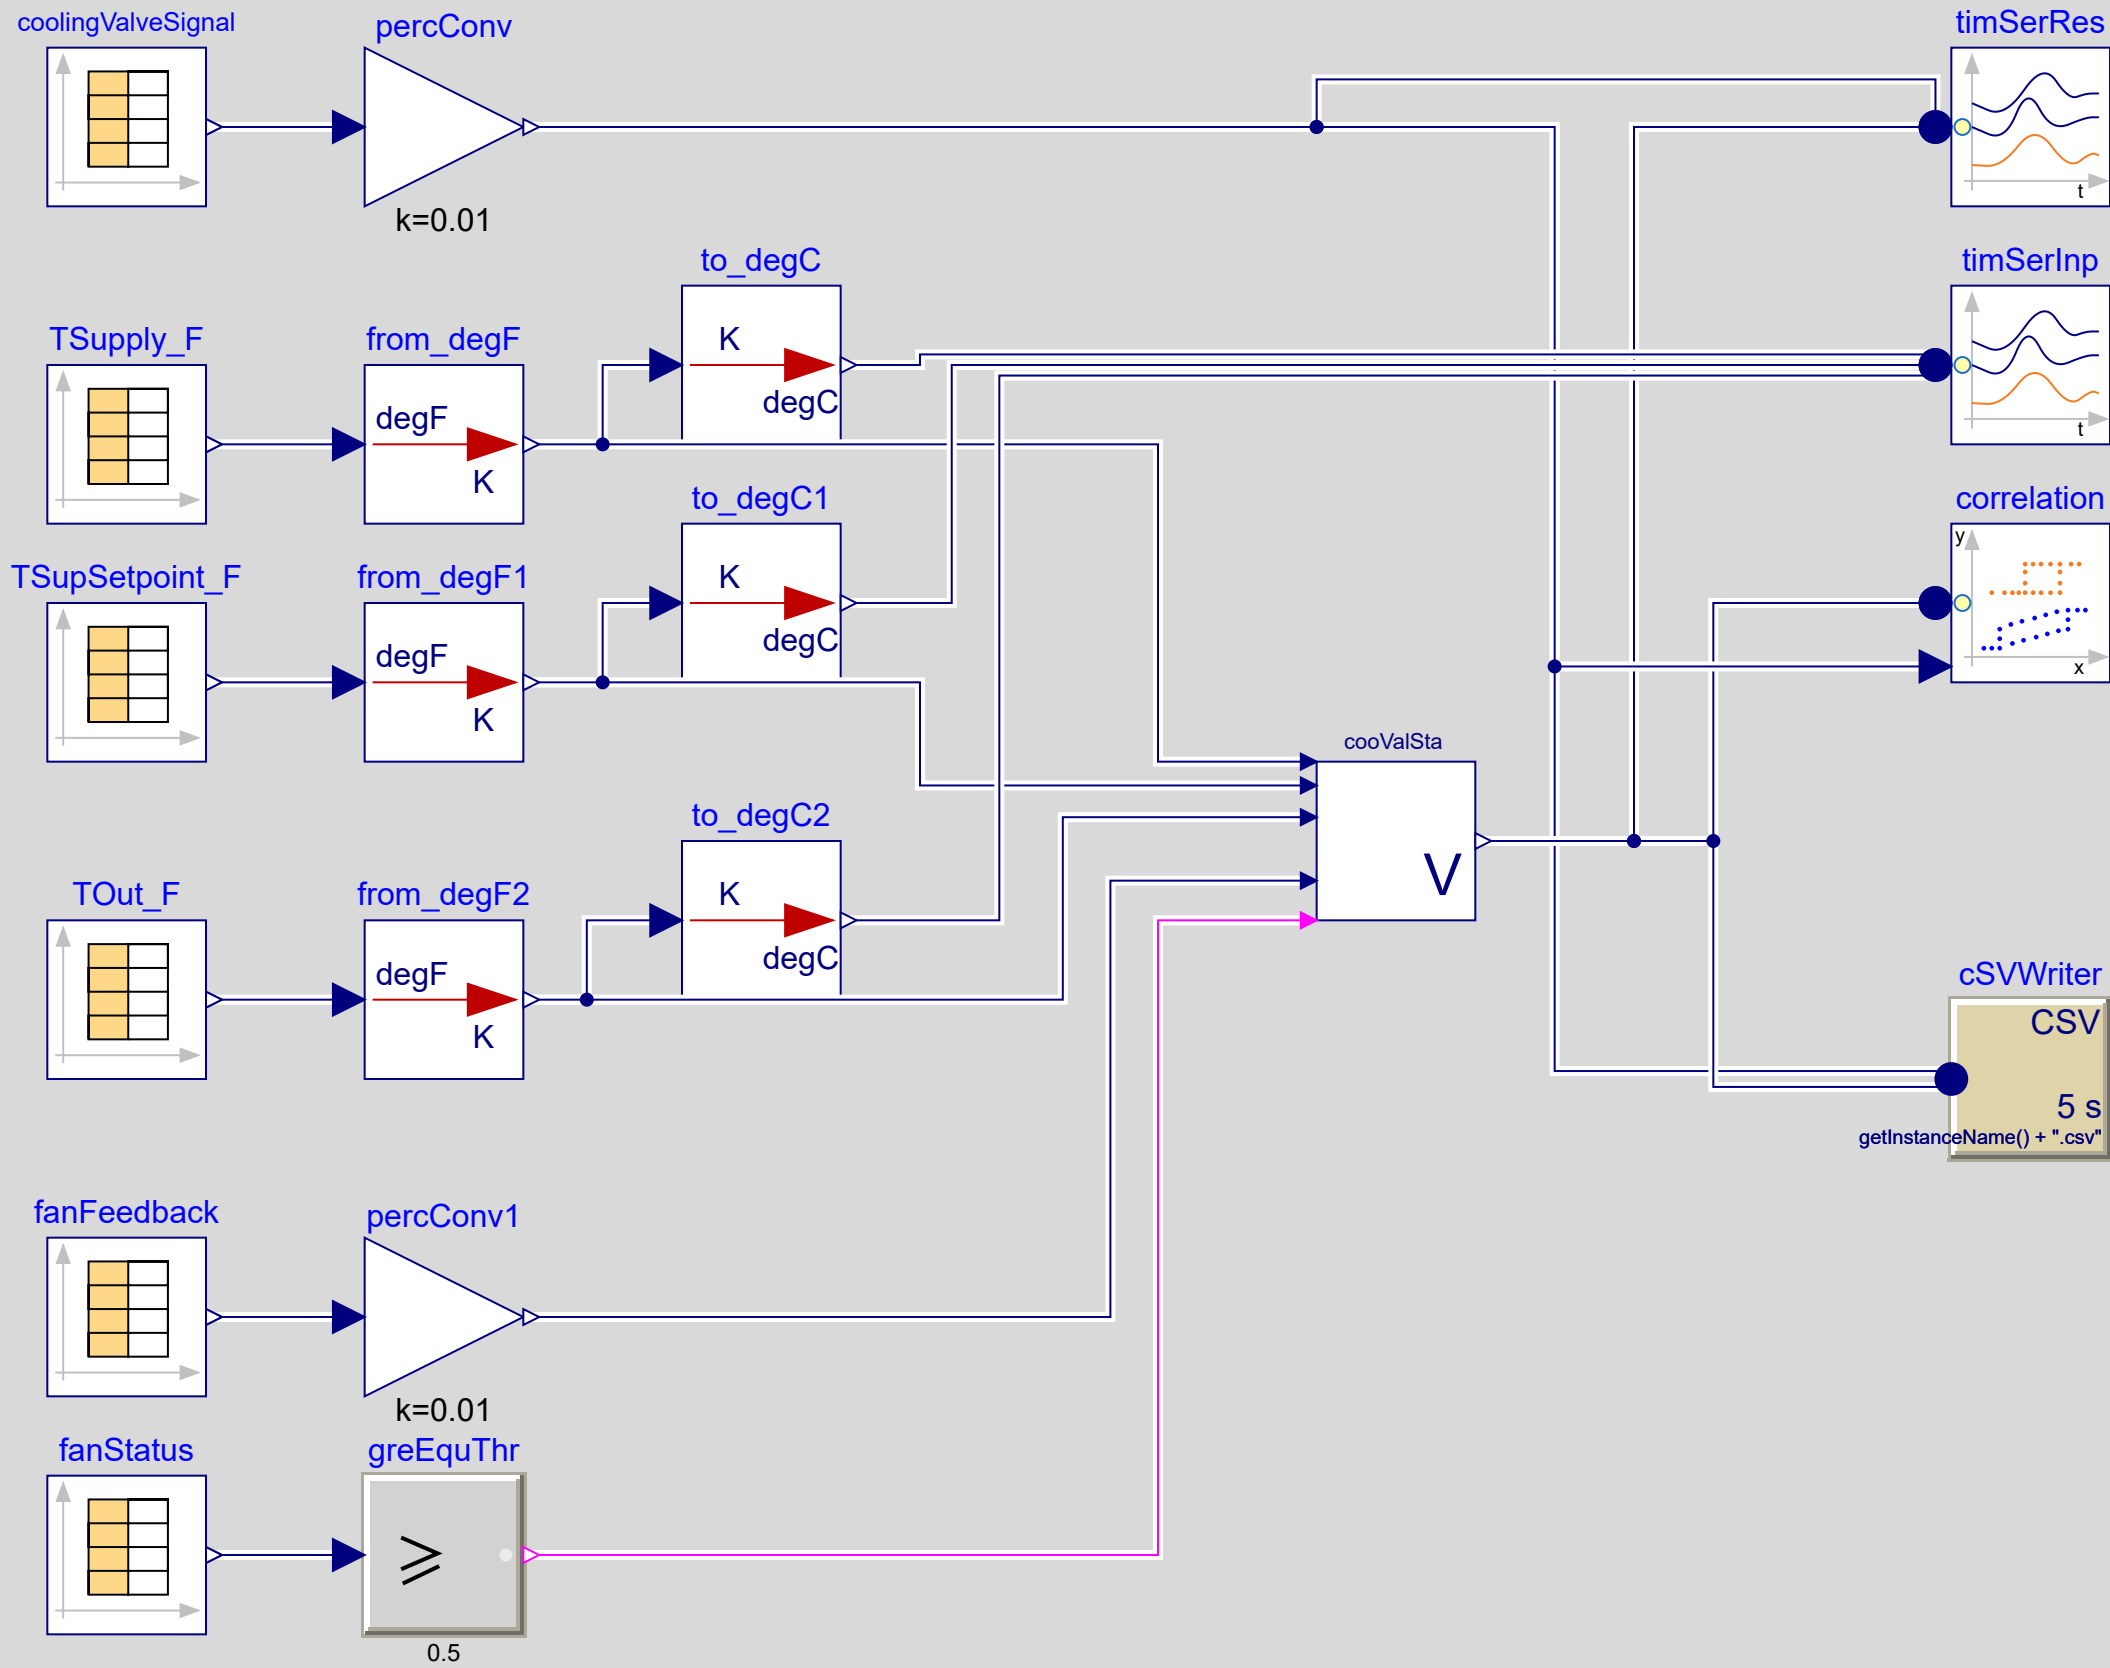 coolingValveSignal
percConv
timSerRes
t
k=0.01
to_degC
timSerInp
TSupply_F
from_degF
K
degC
degF
K
t
to_degC1
correlation
y
x
TSupSetpoint_F
from_degF1
K
degC
degF
K
cooValSta
V
to_degC2
TOut_F
from_degF2
K
degC
degF
K
cSVWriter
CSV
5 s
getInstanceName() + ".csv"
fanFeedback
percConv1
k=0.01
fanStatus
greEquThr
≥
0.5